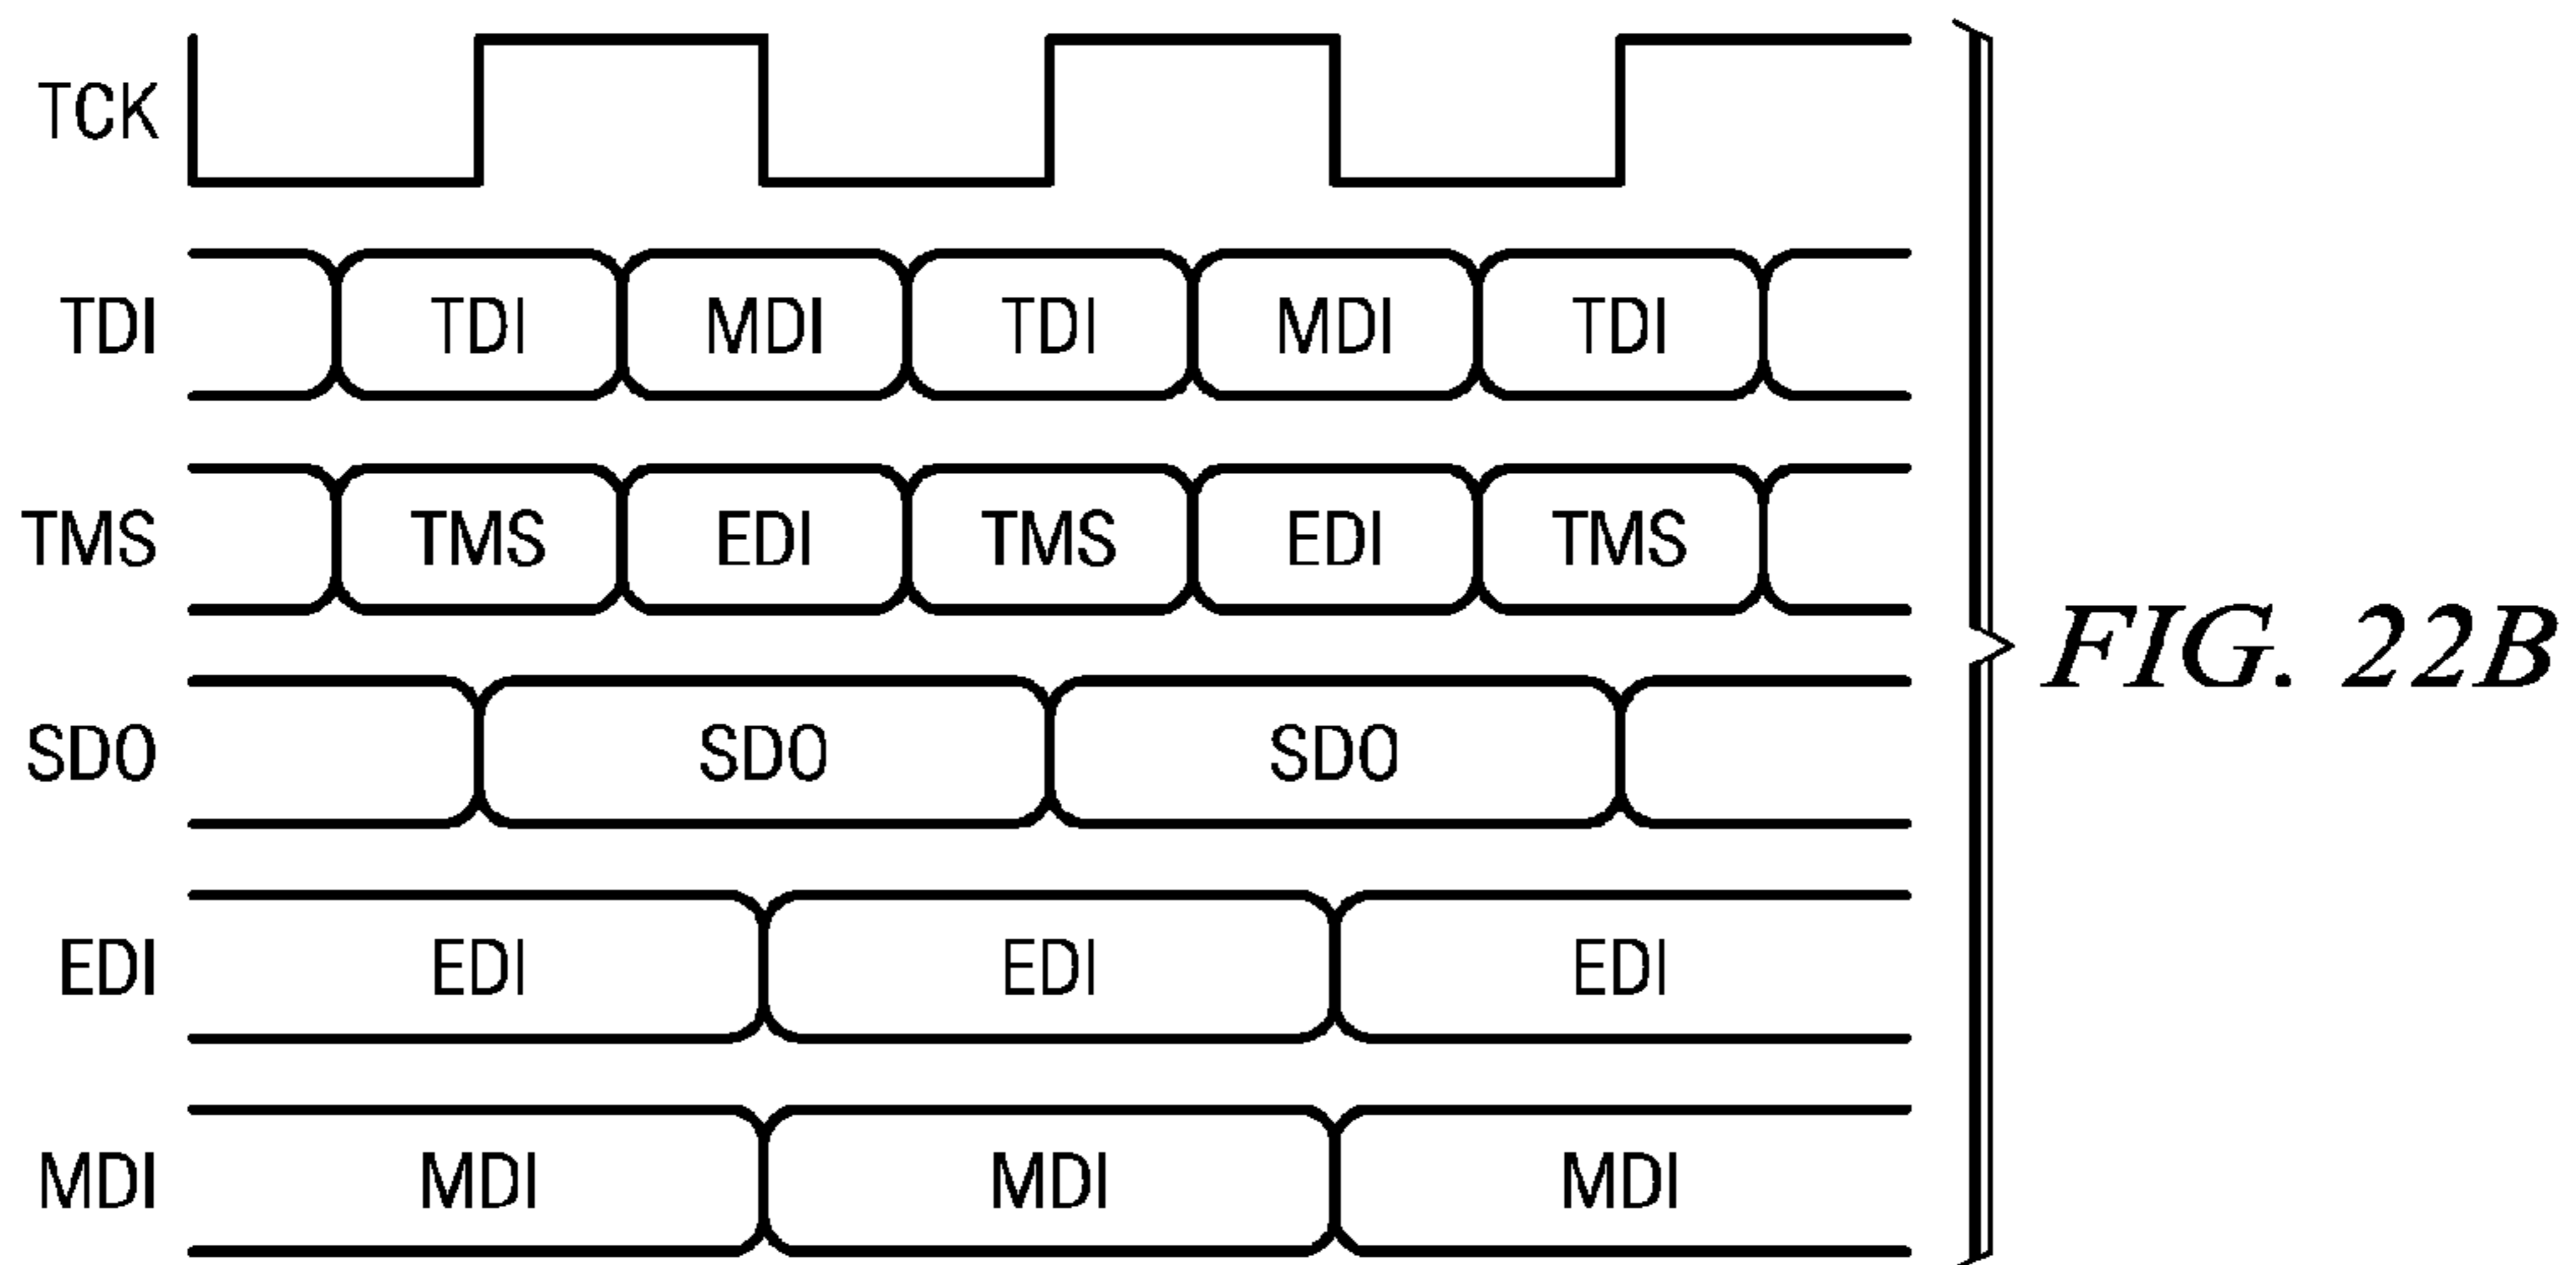 TCK
TDI TDI MDI TDI MDI TDI
TMS TMS EDI TMS EDI TMS
SDO SDO SDO
EDI EDI EDI EDI
MDI MDI MDI MDI
FIG. 22B